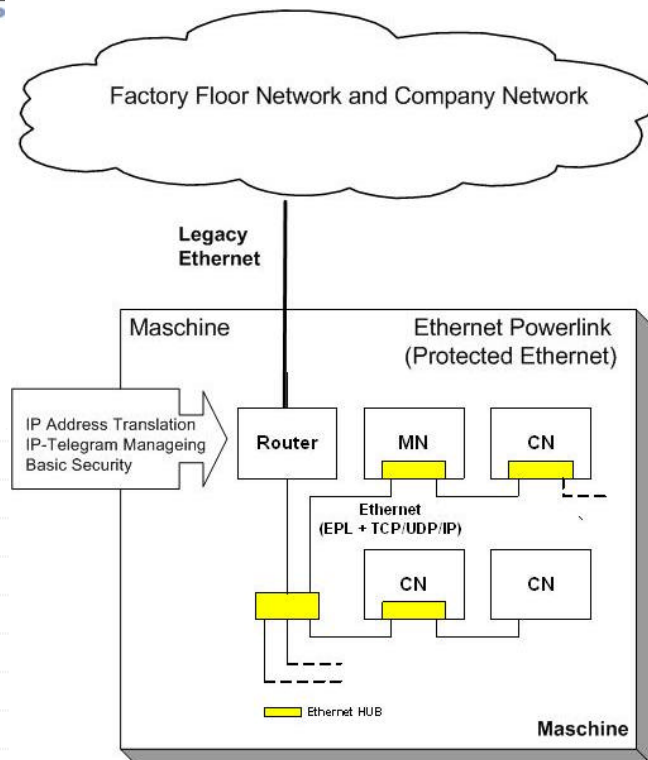 Factory Floor Network and Company Network
Legacy
Ethernet
Maschine
Ethernet Powerlink
(Protected Ethernet)
IP Address Translation
IP-Telegram Manageing
Basic Security
Router
MN
CN
Ethernet
(EPL + TCP/UDP/IP)
CN
CN
Ethernet HUB
Maschine